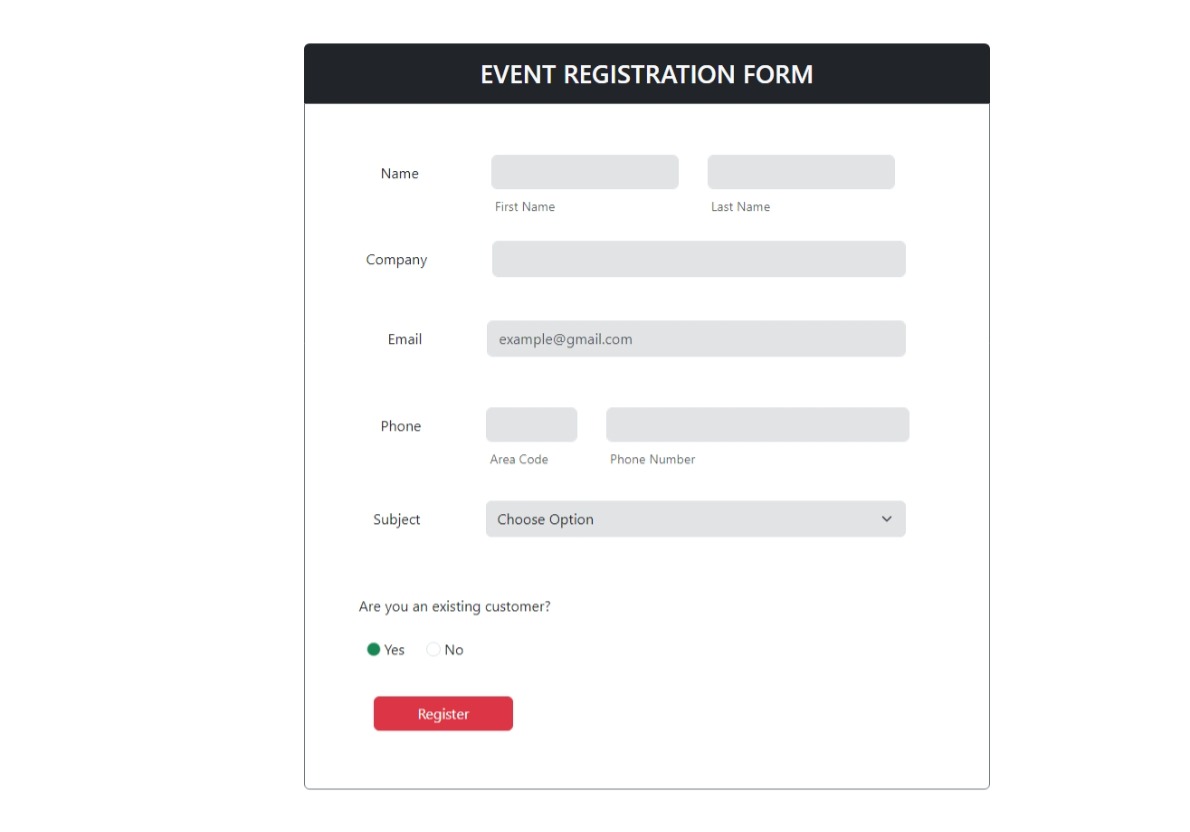 EVENT REGISTRATION FORM
Name
First Name
Last Name
Company
Email
example@gmail.com
Phone
Area Code
Phone Number
Subject
Choose Option
Are you an existing customer?
Yes
No
Register